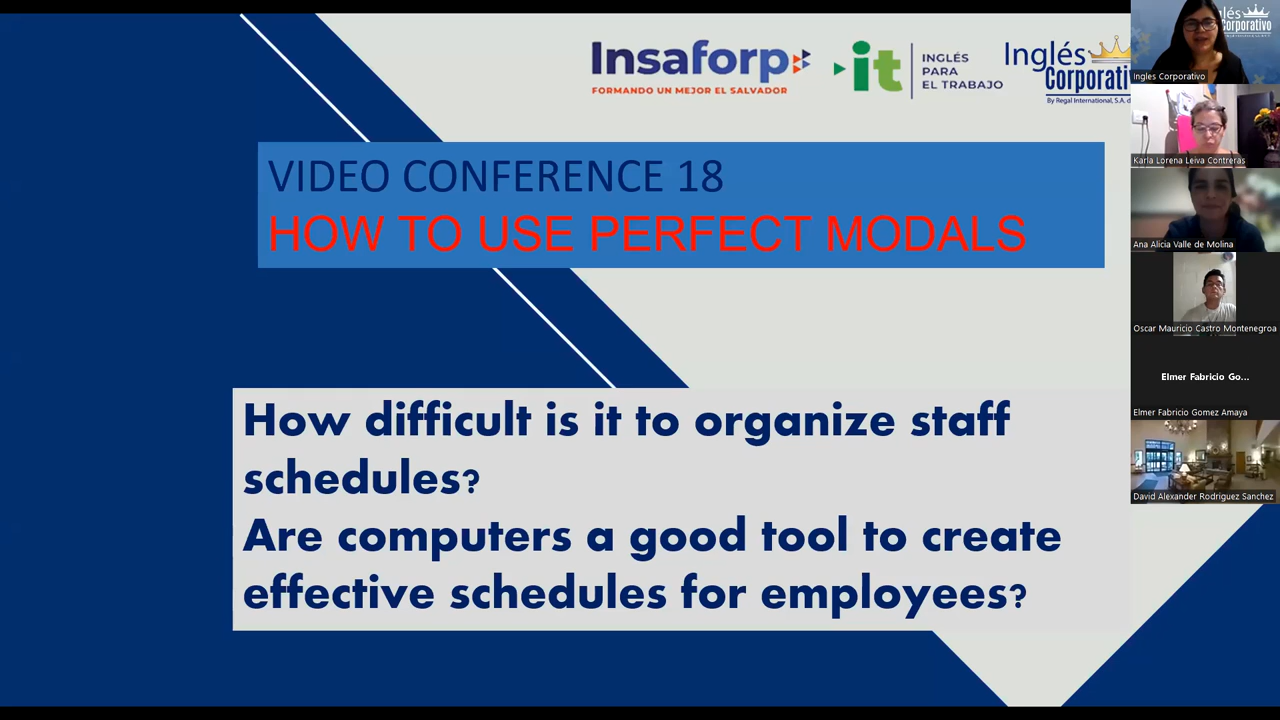 Insaforp
FORMANDO UN MEJOR EL SALVADOR
it
INGLÉS
PARA
EL TRABAJO
Inglés
Corporativ
By Regal International, S.A. d
VIDEO CONFERENCE 18
HOW TO USE PERFECT MODALS
How difficult is it to organize staff
schedules?
Are computers a good tool to create
effective schedules for employees?
glés
Corporativo
Ingles Corporativo
Karla Lorena Leiva Contreras
Ana Alicia Valle de Molina
Oscar Mauricio Castro Montenegroa
Elmer Fabricio Go...
Elmer Fabricio Gomez Amaya
David Alexander Rodriguez Sanchez